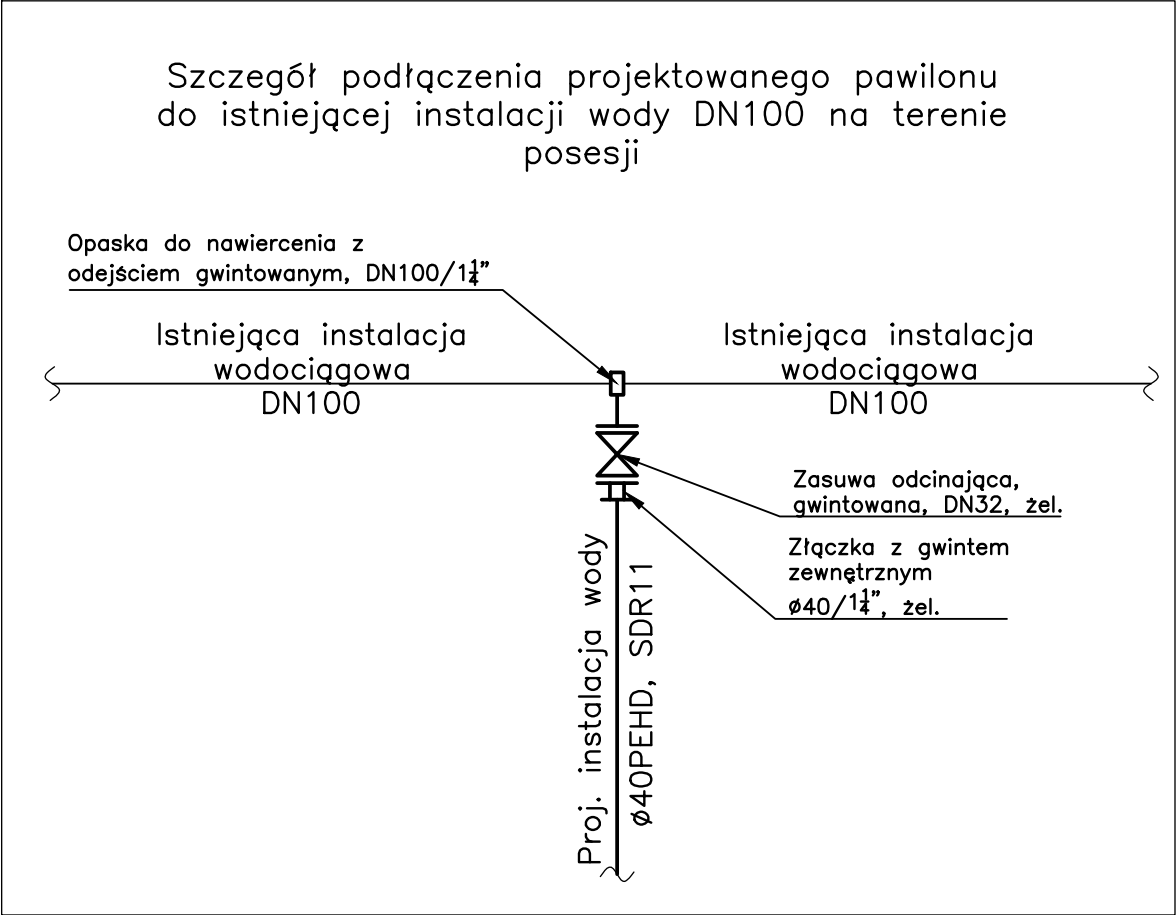 Szczegół podłączenia projektowanego pawilonu
do istniejącej instalacji wody DN100 na terenie
posesji
Opaska do nawiercenia z
odejściem gwintowanym, DN100/1¼”
Istniejąca instalacja
wodociągowa
DN100
Istniejąca instalacja
wodociągowa
DN100
Zasuwa odcinająca,
gwintowana, DN32, żel.
Złączka z gwintem
zewnętrznym
ø40/1¼”, żel.
Proj. instalacja wody
ø40PEHD, SDR11